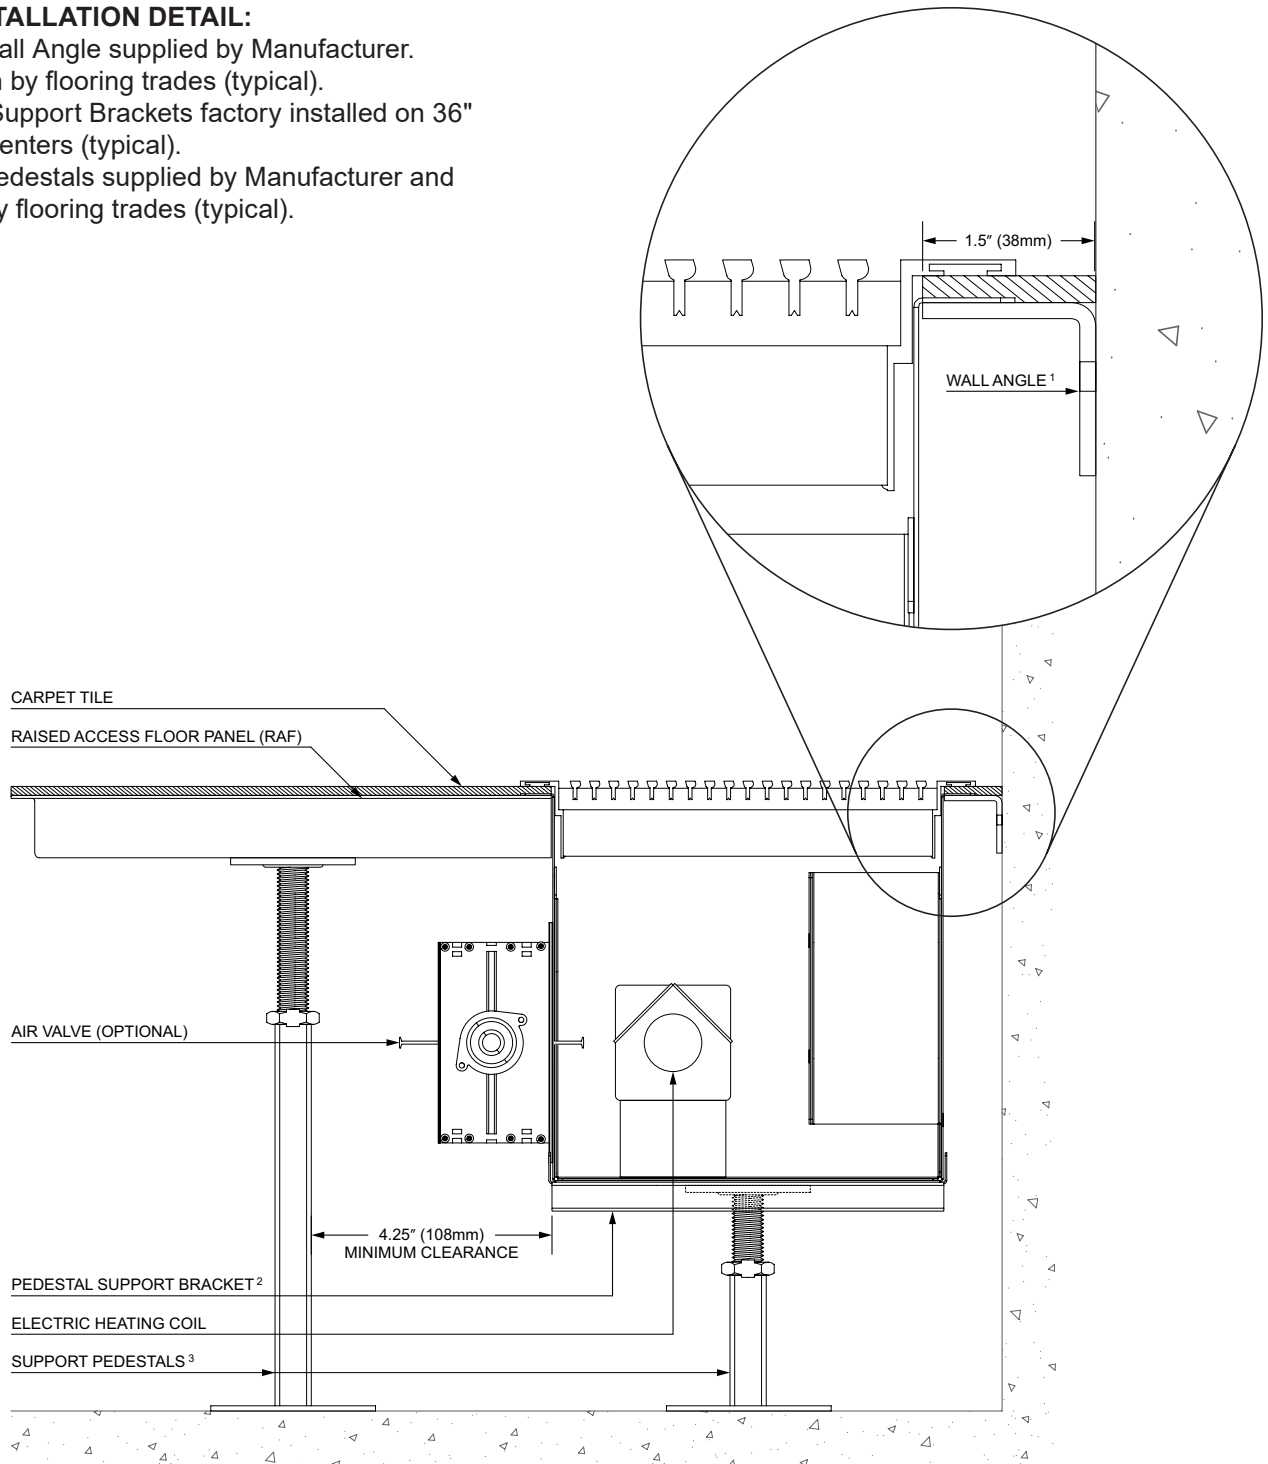 TALLATION DETAIL:
all Angle supplied by Manufacturer.
by flooring trades (typical).
Support Brackets factory installed on 36"
enters (typical).
edestals supplied by Manufacturer and
y flooring trades (typical).
1.5″ (38mm)
WALL ANGLE 1
CARPET TILE
RAISED ACCESS FLOOR PANEL (RAF)
AIR VALVE (OPTIONAL)
4.25″ (108mm)
MINIMUM CLEARANCE
PEDESTAL SUPPORT BRACKET 2
ELECTRIC HEATING COIL
SUPPORT PEDESTALS 3